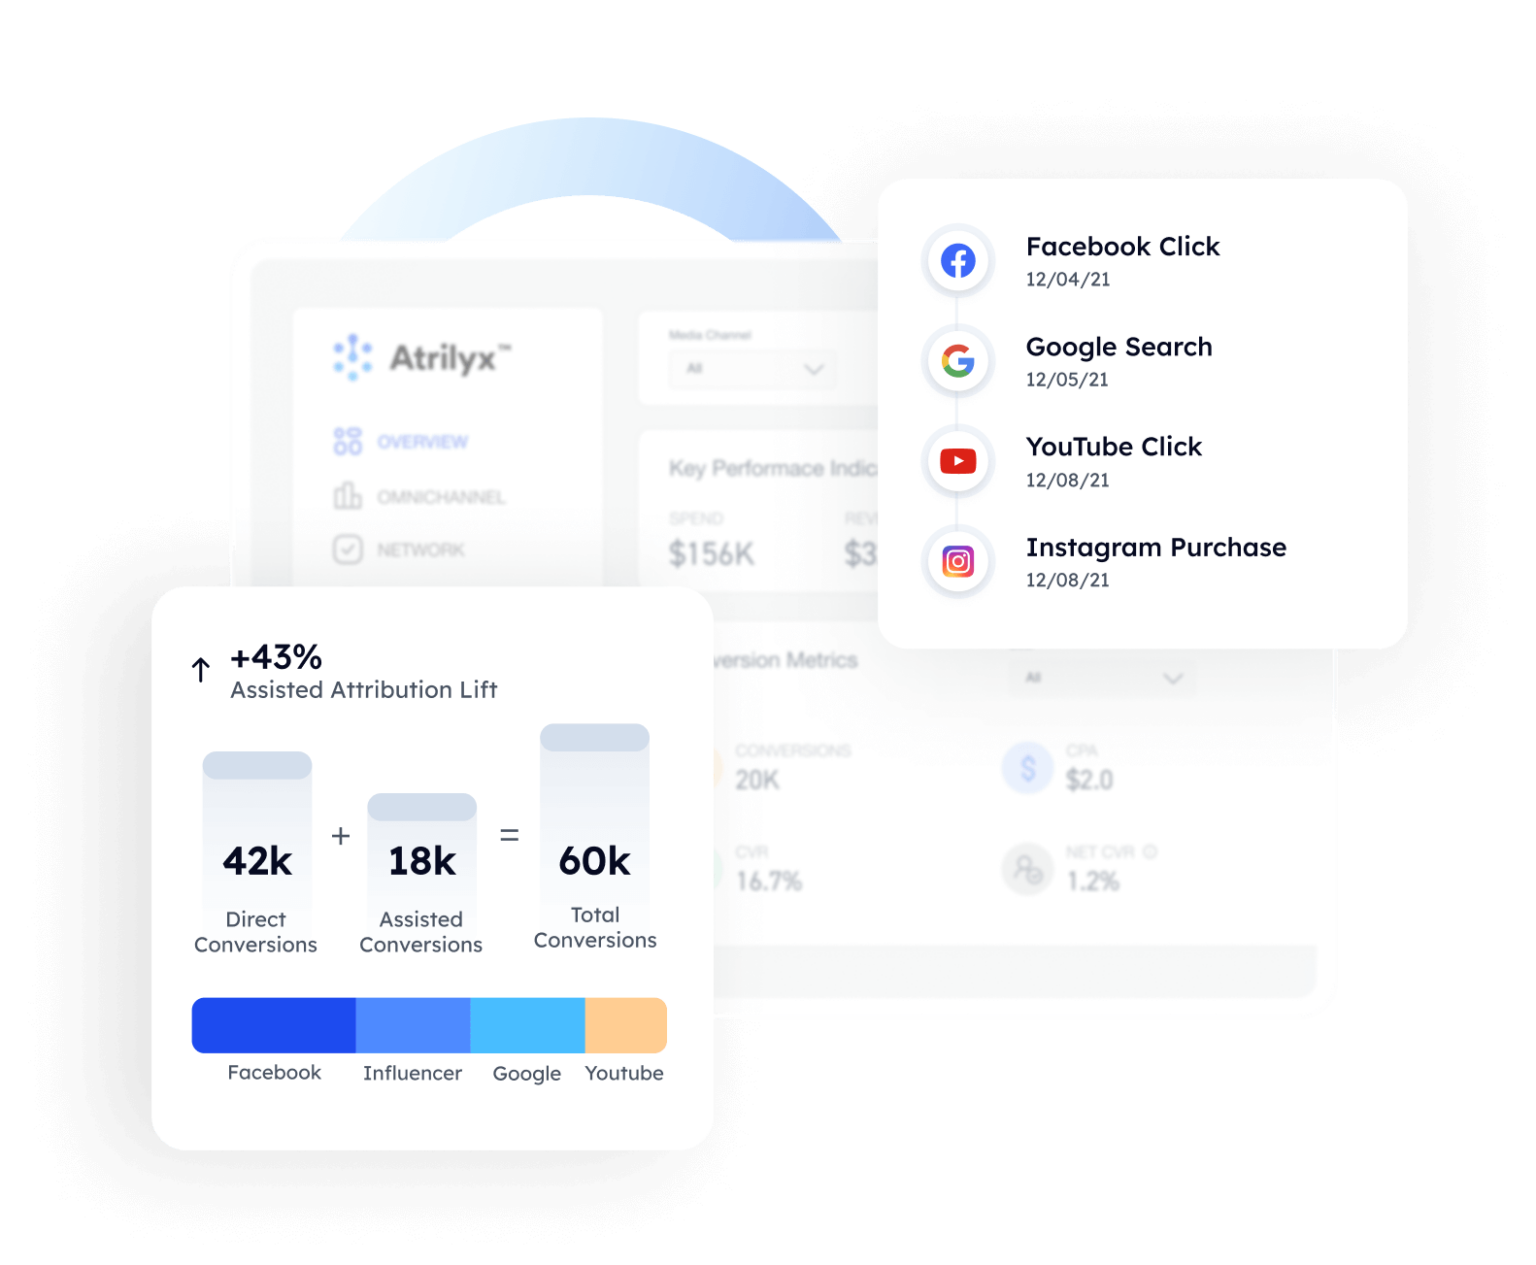 Facebook Click
12/04/21
Google Search
12/05/21
YouTube Click
12/08/21
Instagram Purchase
12/08/21
Atrilyx™
OVERVIEW
OMNICHANNEL
NETWORK
Media Channel
All
Key Performace Indic
SPEND
$156K
REV
$3
version Metrics
All
CONVERSIONS
20K
CPA
$2.0
CVR
16.7%
NET CVR
1.2%
+43%
Assisted Attribution Lift
42k + 18k = 60k
Direct Conversions
Assisted Conversions
Total Conversions
Facebook Influencer Google Youtube